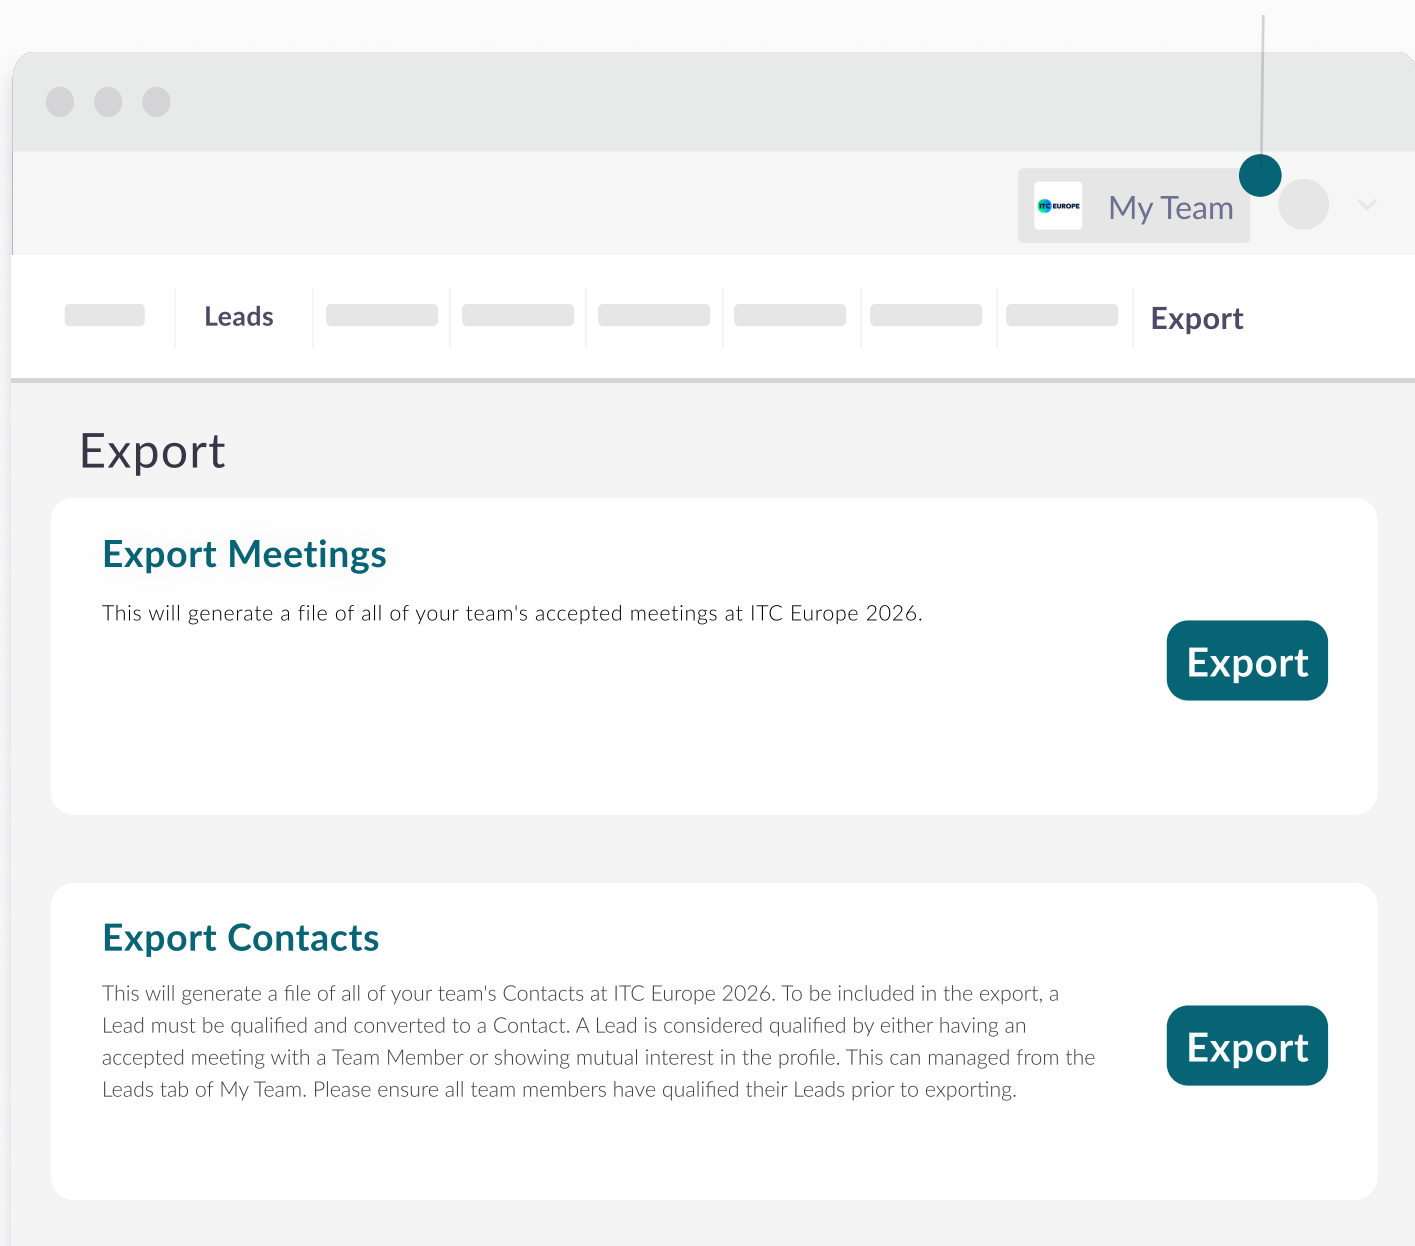 ITC EUROPE
My Team
Leads
Export
Export
Export Meetings
This will generate a file of all of your team's accepted meetings at ITC Europe 2026.
Export
Export Contacts
This will generate a file of all of your team's Contacts at ITC Europe 2026. To be included in the export, a
Lead must be qualified and converted to a Contact. A Lead is considered qualified by either having an
accepted meeting with a Team Member or showing mutual interest in the profile. This can managed from the
Leads tab of My Team. Please ensure all team members have qualified their Leads prior to exporting.
Export